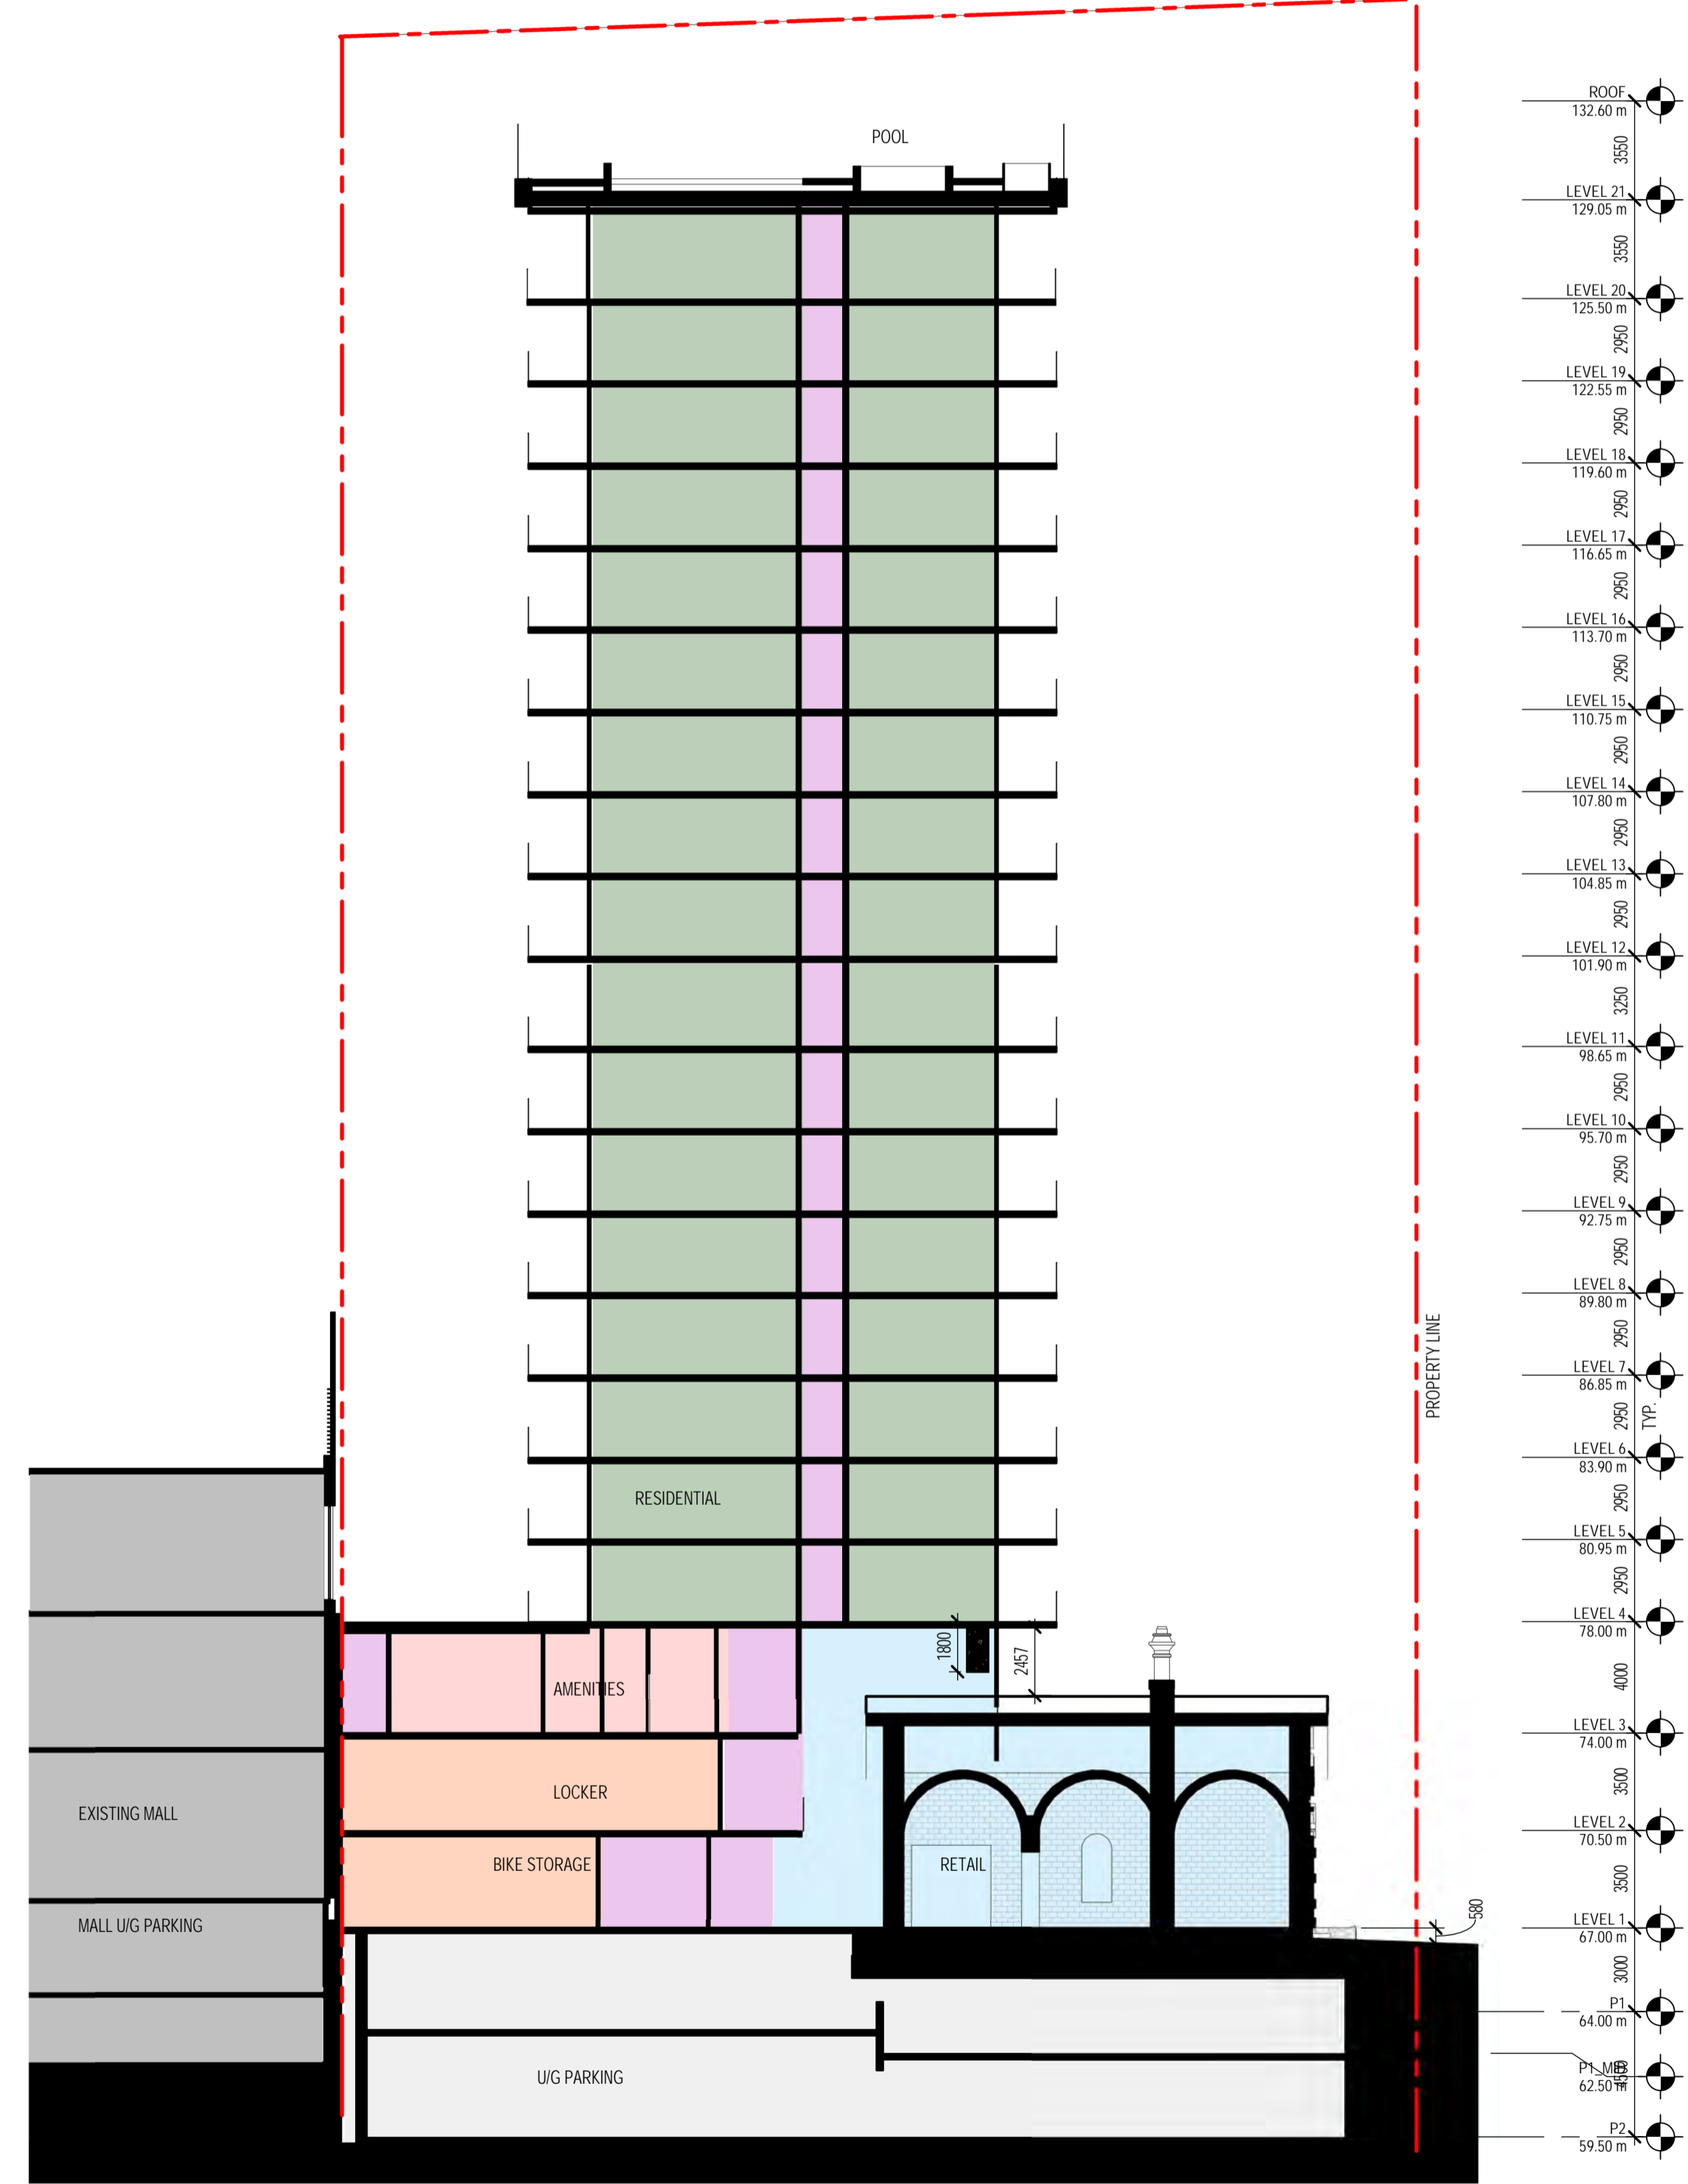 POOL
ROOF
132.60 m
3550
LEVEL 21
129.05 m
3550
LEVEL 20
125.50 m
2950
LEVEL 19
122.55 m
2950
LEVEL 18
119.60 m
2950
LEVEL 17
116.65 m
2950
LEVEL 16
113.70 m
2950
LEVEL 15
110.75 m
2950
LEVEL 14
107.80 m
2950
LEVEL 13
104.85 m
2950
LEVEL 12
101.90 m
3250
LEVEL 11
98.65 m
2950
LEVEL 10
95.70 m
2950
LEVEL 9
92.75 m
2950
LEVEL 8
89.80 m
2950
PROPERTY LINE
LEVEL 7
86.85 m
2950 TYP.
LEVEL 6
83.90 m
2950
RESIDENTIAL
LEVEL 5
80.95 m
2950
LEVEL 4
78.00 m
1800
2457
4000
AMENITIES
LEVEL 3
74.00 m
3500
LOCKER
EXISTING MALL
LEVEL 2
70.50 m
BIKE STORAGE
RETAIL
3500
580
MALL U/G PARKING
LEVEL 1
67.00 m
3000
P1
64.00 m
U/G PARKING
4500
62.50 m
P2
59.50 m